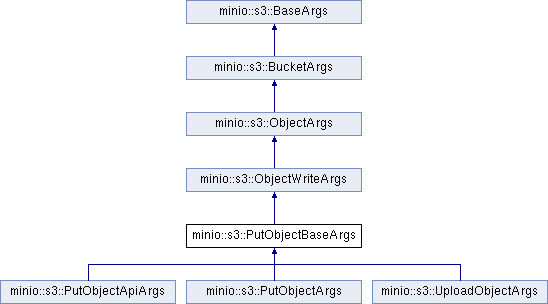 minio::s3::BaseArgs
minio::s3::BucketArgs
minio::s3::ObjectArgs
minio::s3::ObjectWriteArgs
minio::s3::PutObjectBaseArgs
minio::s3::PutObjectApiArgs
minio::s3::PutObjectArgs
minio::s3::UploadObjectArgs